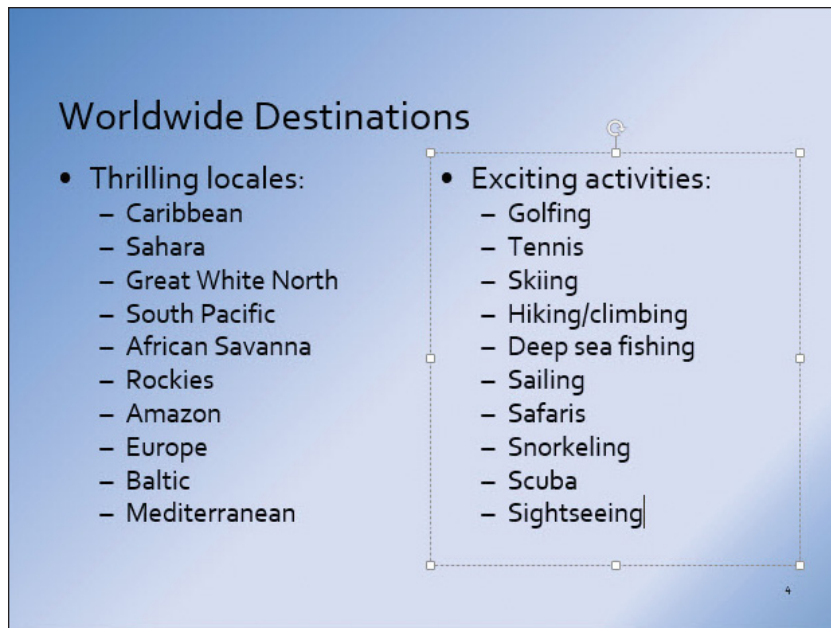 Worldwide Destinations
• Thrilling locales:
– Caribbean
– Sahara
– Great White North
– South Pacific
– African Savanna
– Rockies
– Amazon
– Europe
– Baltic
– Mediterranean
• Exciting activities:
– Golfing
– Tennis
– Skiing
– Hiking/climbing
– Deep sea fishing
– Sailing
– Safaris
– Snorkeling
– Scuba
– Sightseeing
4